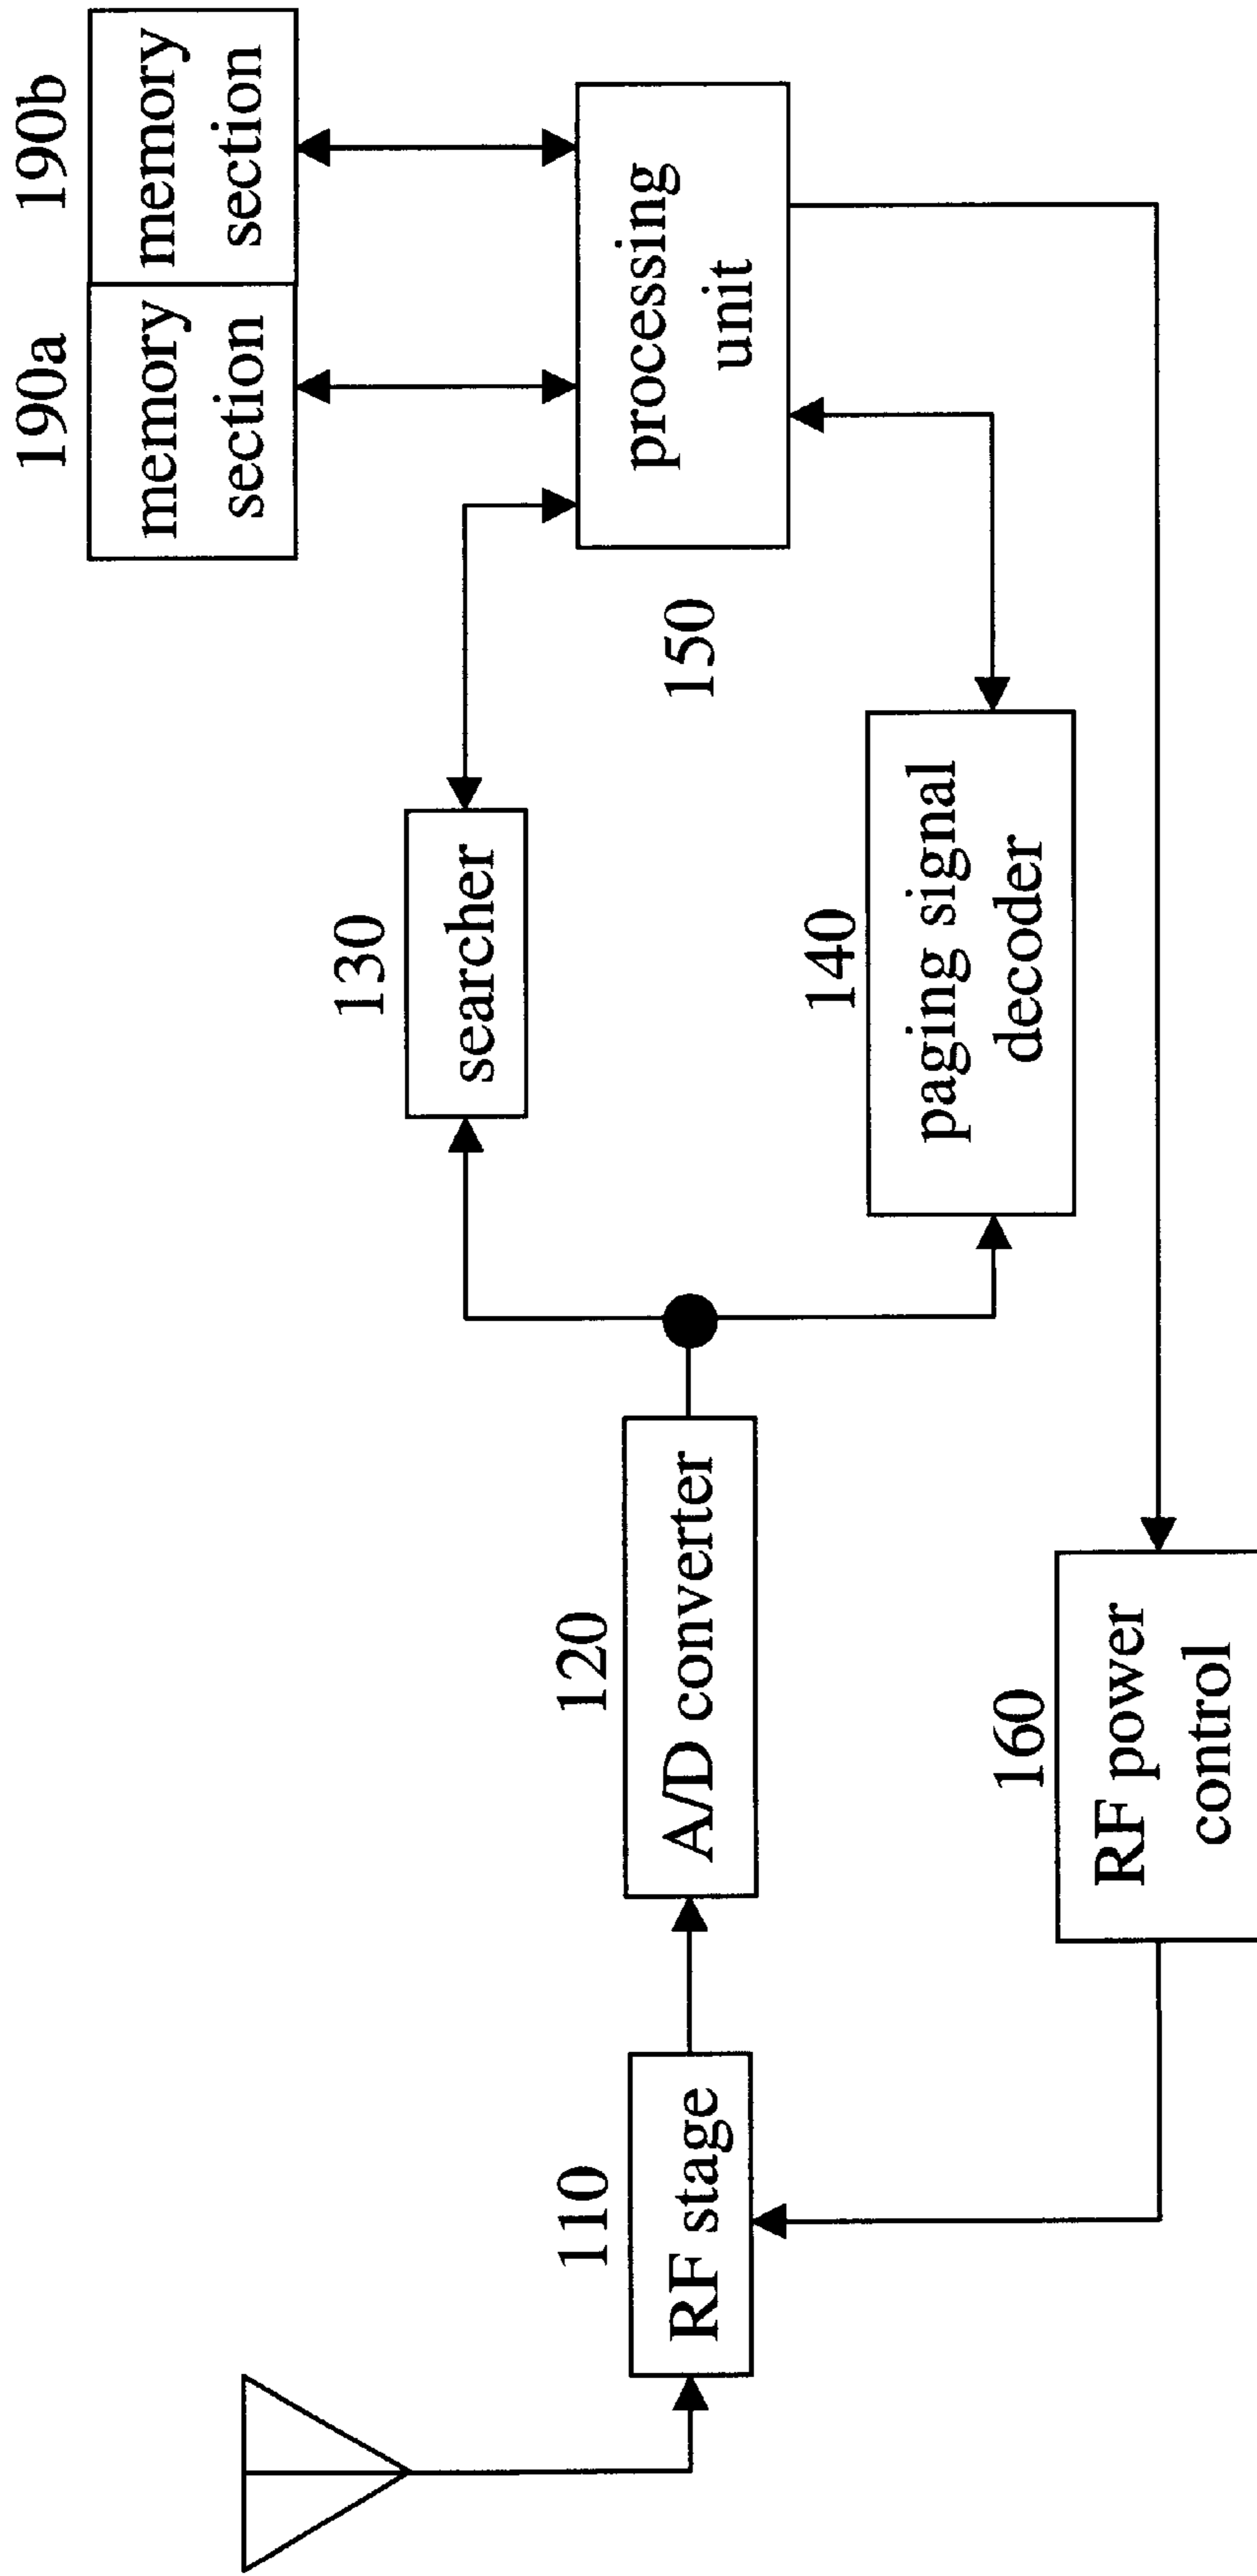 190a
190b
memory
section
memory
section
130
searcher
processing
unit
150
110
RF stage
120
A/D converter
140
paging signal
decoder
160
RF power
control